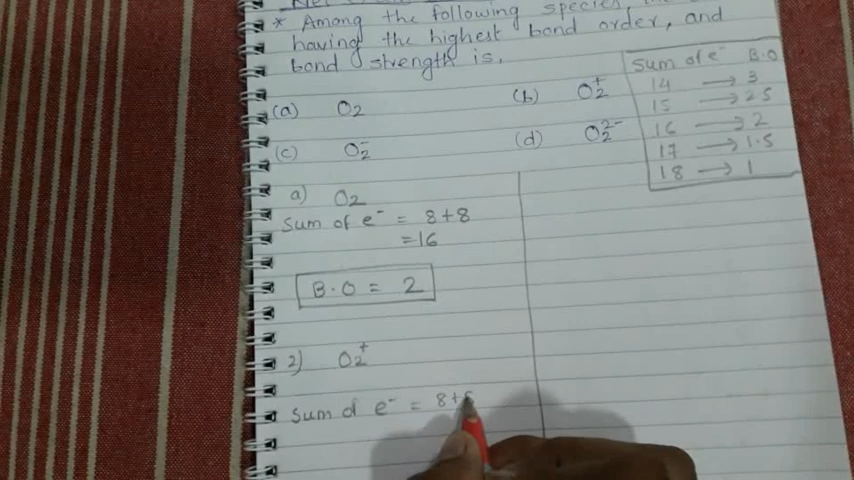 * Among the following species,
having the highest bond order, and
bond strength is.
(a) O₂ (b) O₂⁺
(c) O₂⁻ (d) O₂²⁻
Sum of e⁻ B.O
14 → 3
15 → 2.5
16 → 2
17 → 1.5
18 → 1
a) O₂
Sum of e⁻ = 8+8
=16
B.O = 2
2) O₂⁺
Sum of e⁻ = 8+